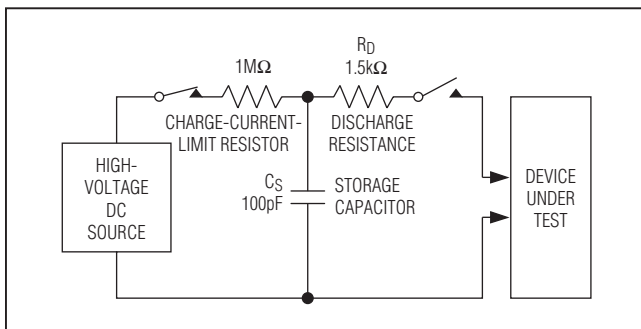 R_D
1MΩ
1.5kΩ
CHARGE-CURRENT-
LIMIT RESISTOR
DISCHARGE
RESISTANCE
HIGH-
VOLTAGE
DC
SOURCE
C_S
100pF
STORAGE
CAPACITOR
DEVICE
UNDER
TEST